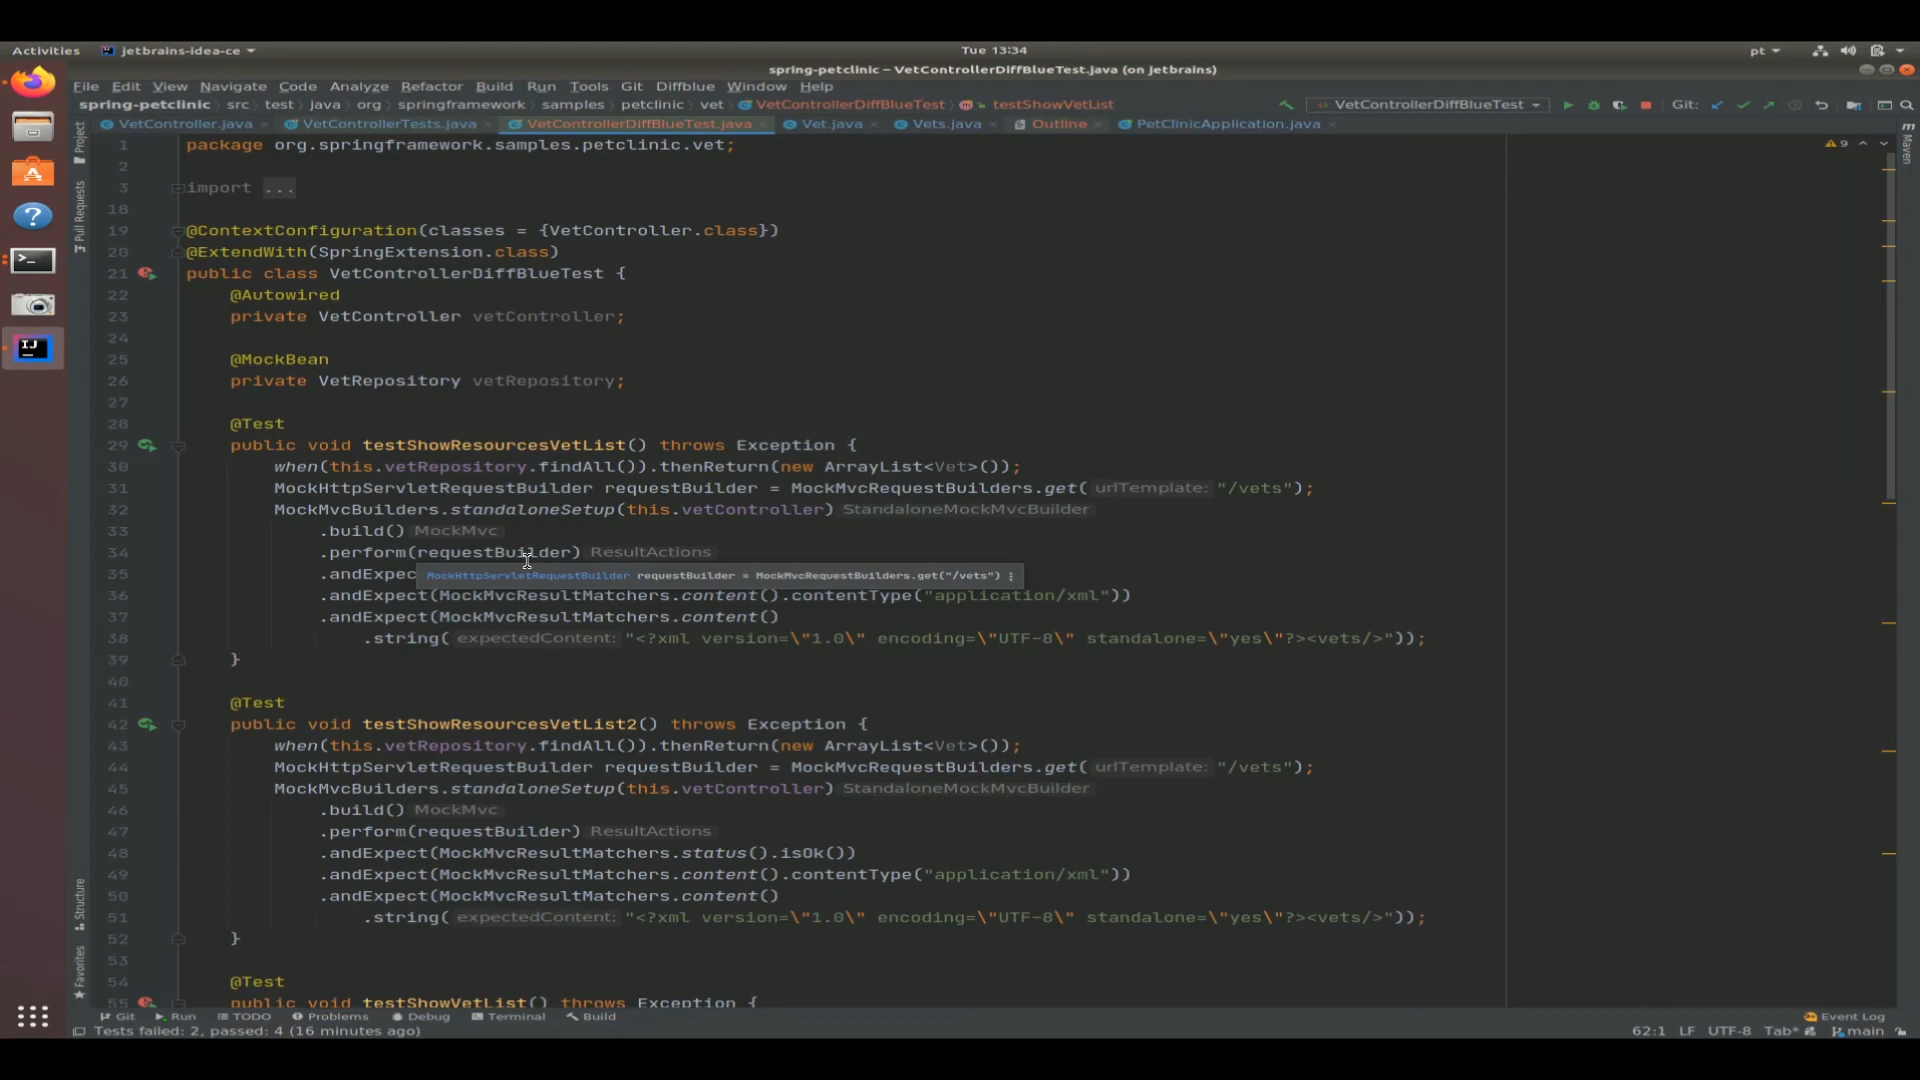 Activities jetbrains-idea-ce Tue 13:34 pt
spring-petclinic – VetControllerDiffBlueTest.java (on jetbrains)
File Edit View Navigate Code Analyze Refactor Build Run Tools Git Diffblue Window Help
spring-petclinic src test java org springframework samples petclinic vet VetControllerDiffBlueTest testShowVetList VetControllerDiffBlueTest Git:
VetController.java VetControllerTests.java VetControllerDiffBlueTest.java Vet.java Vets.java Outline PetClinicApplication.java
Project
Pull Requests
Structure
Favorites
Maven
9
1 package org.springframework.samples.petclinic.vet;
2
3 import ...
18
19 @ContextConfiguration(classes = {VetController.class})
20 @ExtendWith(SpringExtension.class)
21 public class VetControllerDiffBlueTest {
22 @Autowired
23 private VetController vetController;
24
25 @MockBean
26 private VetRepository vetRepository;
27
28 @Test
29 public void testShowResourcesVetList() throws Exception {
30 when(this.vetRepository.findAll()).thenReturn(new ArrayList<Vet>());
31 MockHttpServletRequestBuilder requestBuilder = MockMvcRequestBuilders.get( urlTemplate: "/vets");
32 MockMvcBuilders.standaloneSetup(this.vetController) StandaloneMockMvcBuilder
33 .build() MockMvc
34 .perform(requestBuilder) ResultActions
35 .andExpec
MockHttpServletRequestBuilder requestBuilder = MockMvcRequestBuilders.get("/vets")
36 .andExpect(MockMvcResultMatchers.content().contentType("application/xml"))
37 .andExpect(MockMvcResultMatchers.content()
38 .string( expectedContent: "<?xml version=\"1.0\" encoding=\"UTF-8\" standalone=\"yes\"?><vets/>"));
39 }
40
41 @Test
42 public void testShowResourcesVetList2() throws Exception {
43 when(this.vetRepository.findAll()).thenReturn(new ArrayList<Vet>());
44 MockHttpServletRequestBuilder requestBuilder = MockMvcRequestBuilders.get( urlTemplate: "/vets");
45 MockMvcBuilders.standaloneSetup(this.vetController) StandaloneMockMvcBuilder
46 .build() MockMvc
47 .perform(requestBuilder) ResultActions
48 .andExpect(MockMvcResultMatchers.status().isOk())
49 .andExpect(MockMvcResultMatchers.content().contentType("application/xml"))
50 .andExpect(MockMvcResultMatchers.content()
51 .string( expectedContent: "<?xml version=\"1.0\" encoding=\"UTF-8\" standalone=\"yes\"?><vets/>"));
52 }
53
54 @Test
55 public void testShowVetList() throws Exception {
Git Run TODO Problems Debug Terminal Build Event Log
Tests failed: 2, passed: 4 (16 minutes ago) 62:1 LF UTF-8 Tab* main